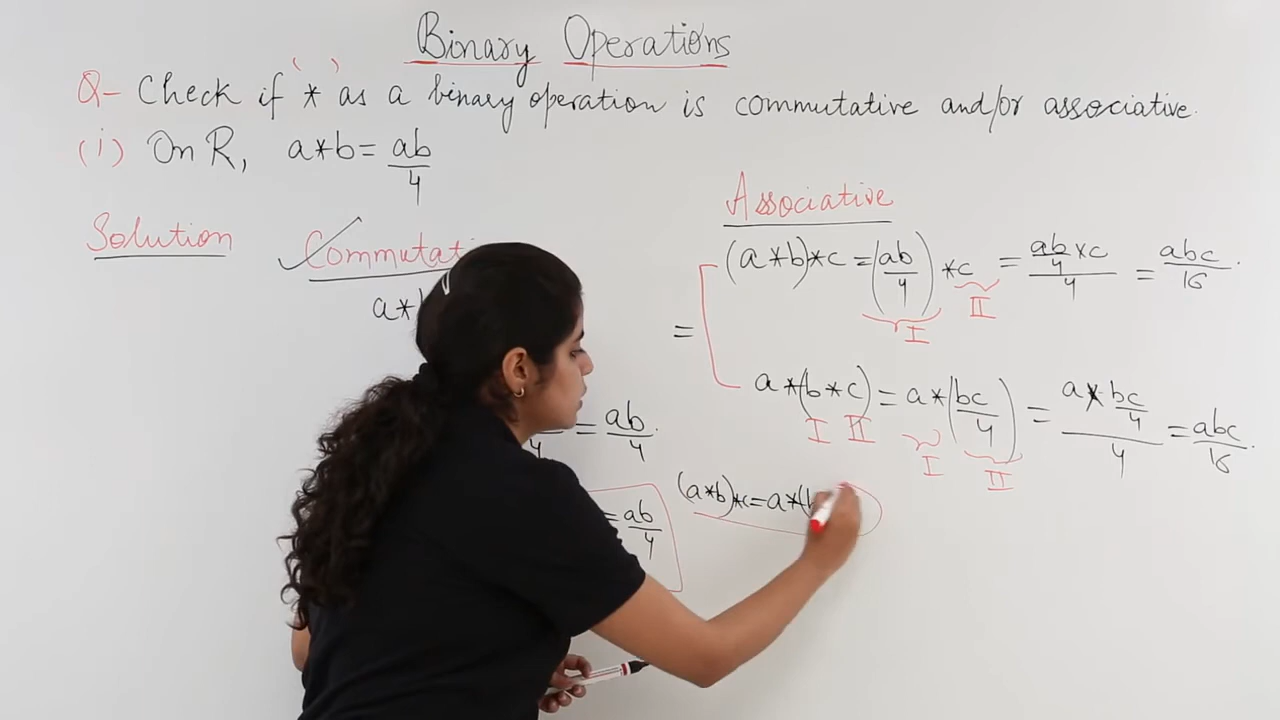 Binary Operations
Q- Check if '*' as a binary operation is commutative and/or associative.
(i) On R, a*b = ab/4
Solution
Commutat
a*
= ab/4.
= ab/4
Associative
(a*b)*c = (ab/4) *c = (ab/4 × c)/4 = abc/16.
I II
=
a*(b*c) = a*(bc/4) = (a × bc/4)/4 = abc/16.
I II I II
(a*b)*c = a*(b